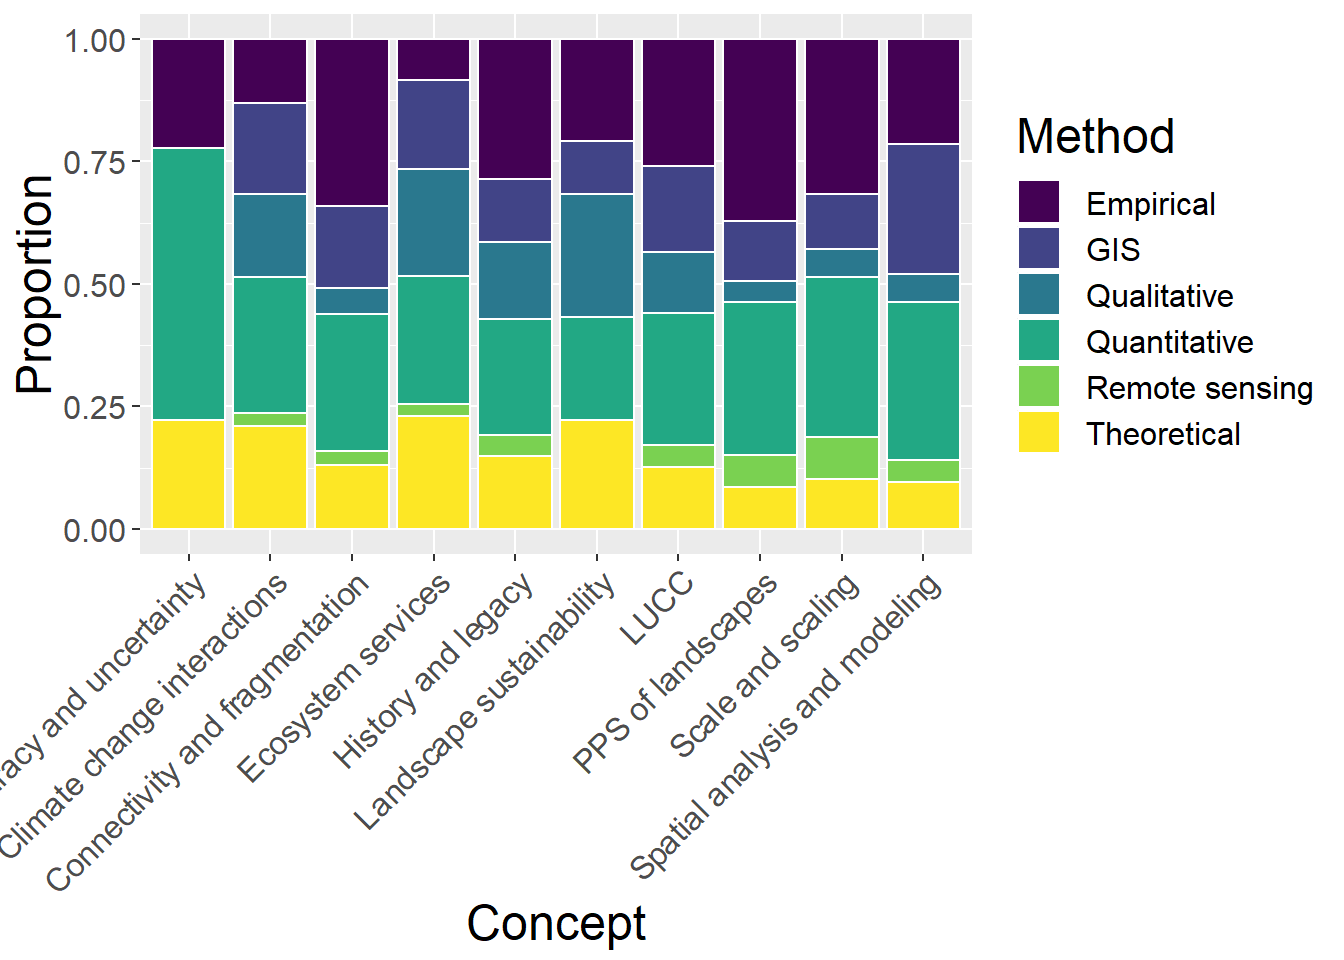 1.00
0.75
0.50
0.25
0.00
Proportion
and uncertainty
Climate change interactions
Connectivity and fragmentation
Ecosystem services
History and legacy
Landscape sustainability
LUCC
PPS of landscapes
Scale and scaling
Spatial analysis and modeling
Concept
Method
Empirical
GIS
Qualitative
Quantitative
Remote sensing
Theoretical